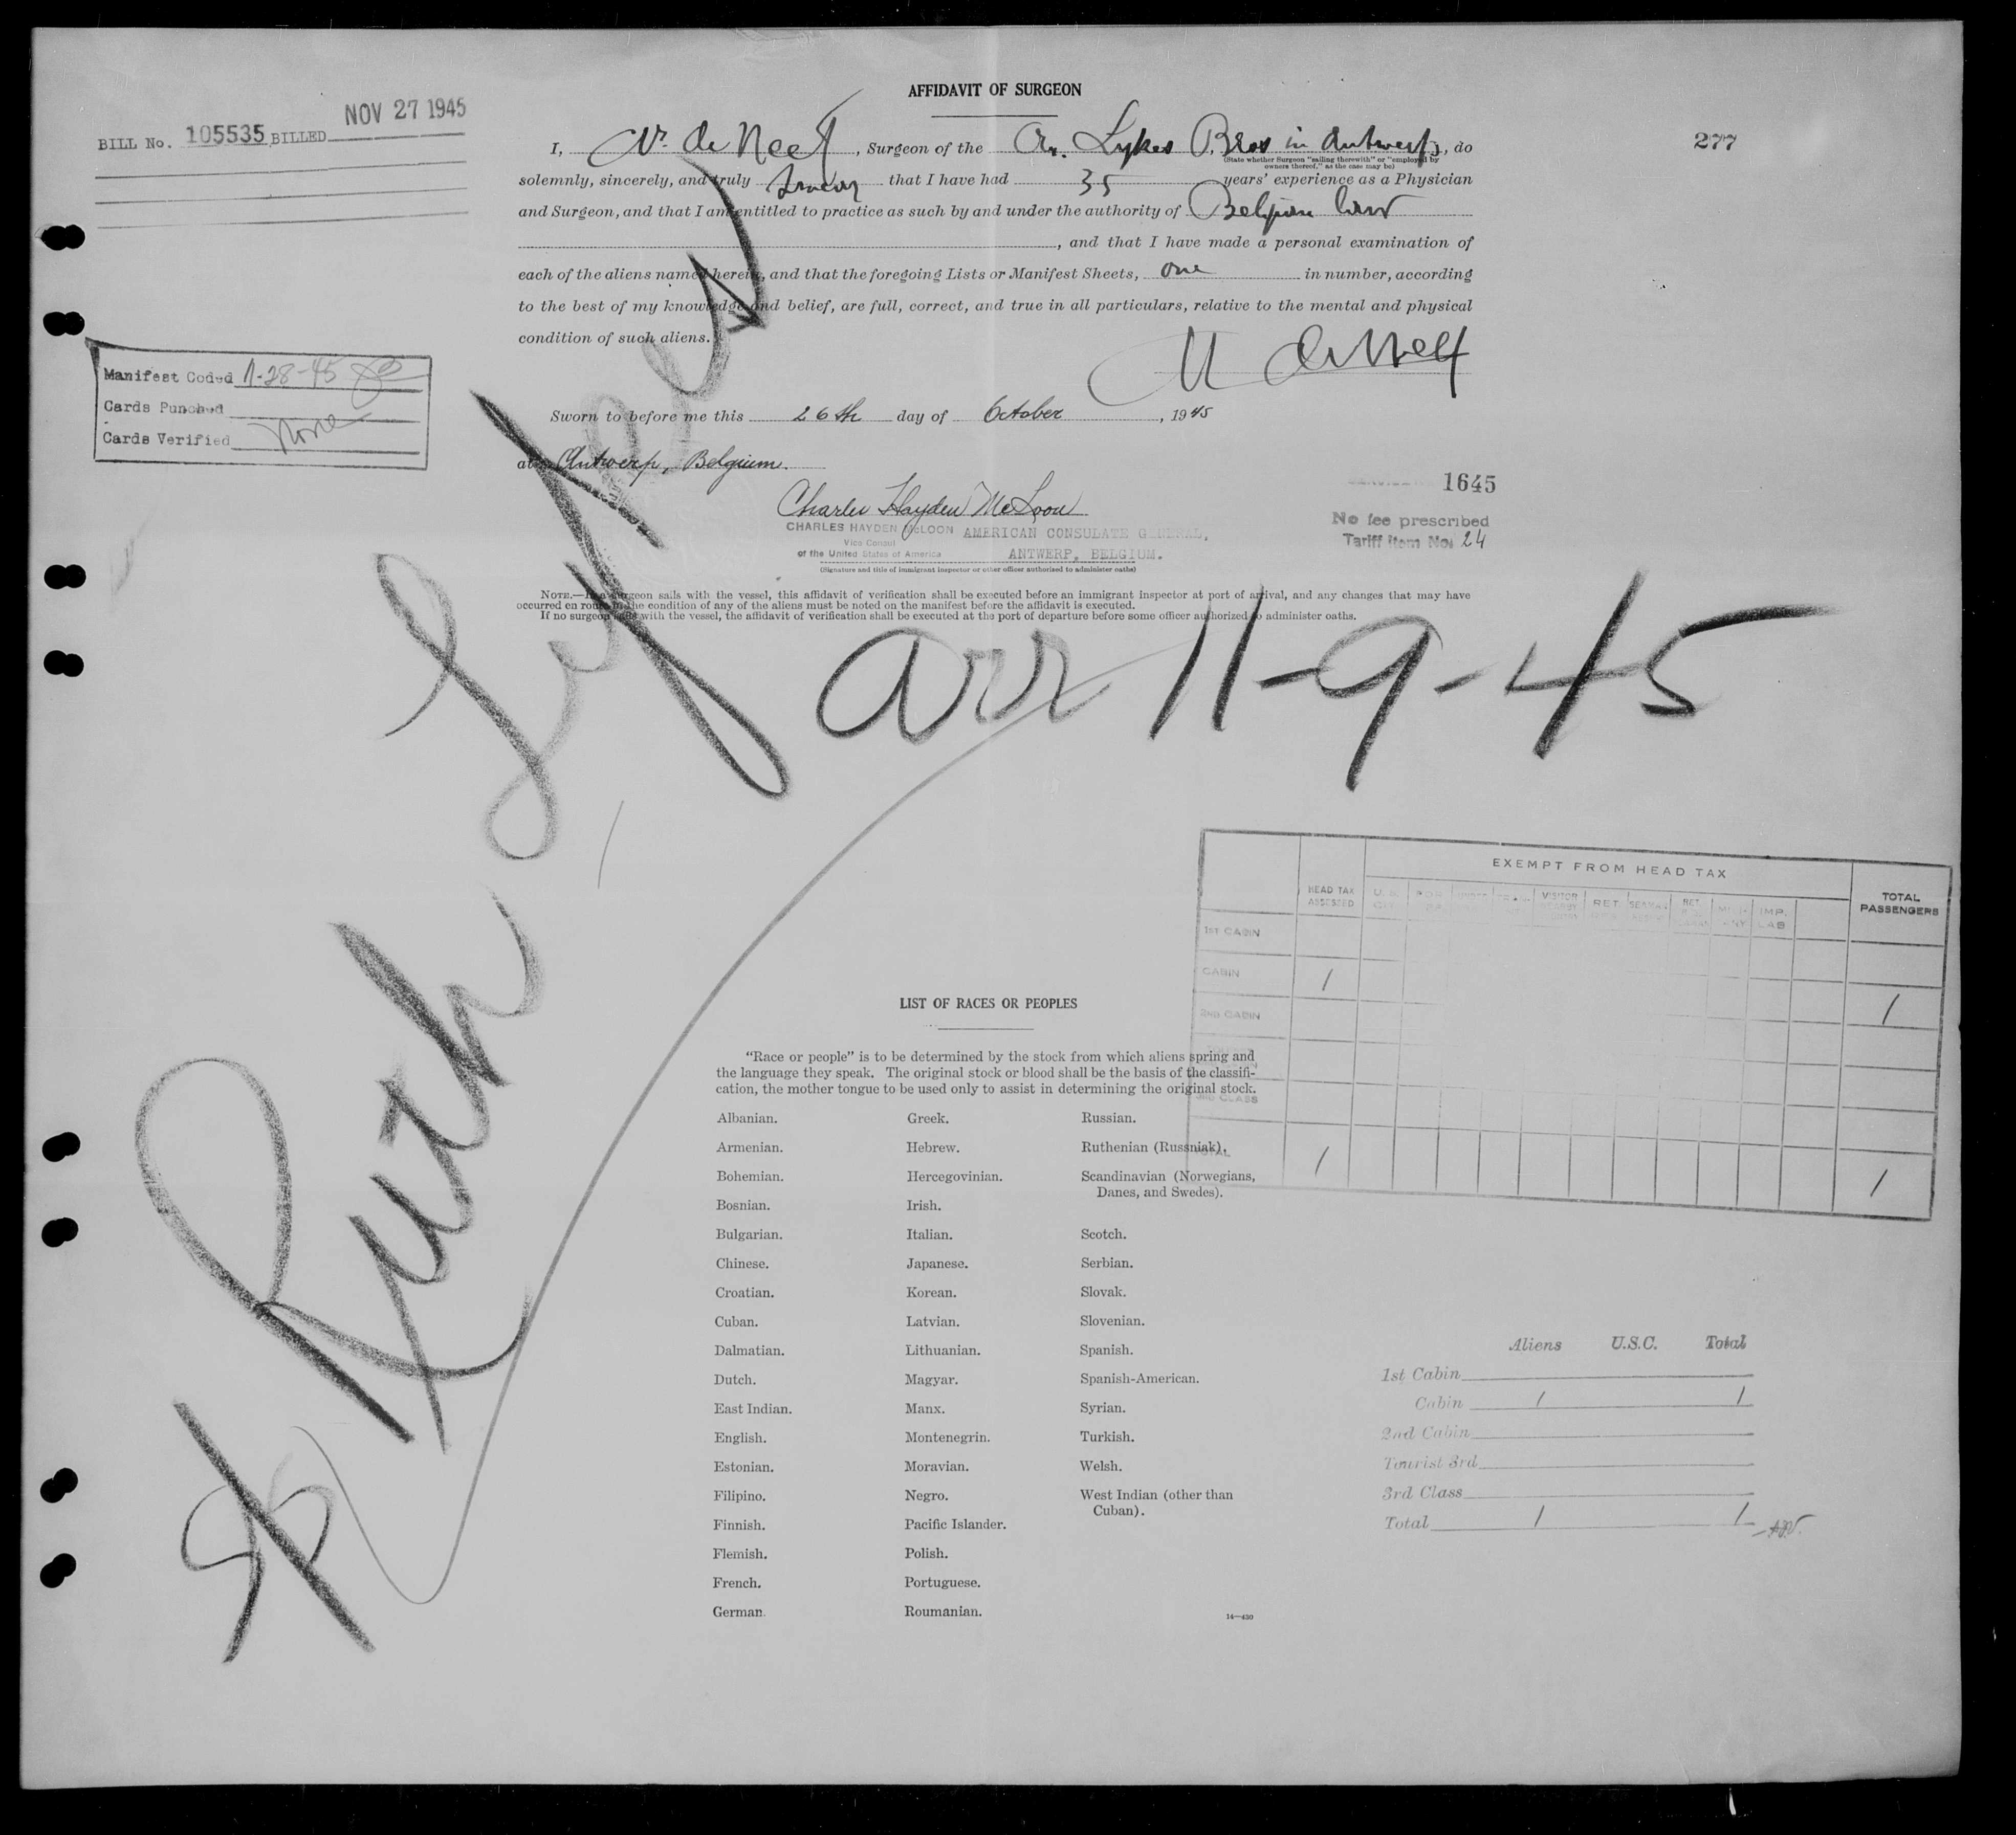 AFFIDAVIT OF SURGEON
NOV 27 1945
BILL No. 105535 BILLED
277
I, , Surgeon of the Lykes Bros in Antwerp, do
(State whether Surgeon "sailing therewith" or "employed by
owners thereof," as the case may be)
solemnly, sincerely, and truly swear that I have had 35 years' experience as a Physician
and Surgeon, and that I am entitled to practice as such by and under the authority of Belgian law
, and that I have made a personal examination of
each of the aliens named herein, and that the foregoing Lists or Manifest Sheets, one in number, according
to the best of my knowledge and belief, are full, correct, and true in all particulars, relative to the mental and physical
condition of such aliens.
Manifest Coded 11-28-45
Cards Punched
Cards Verified none
Sworn to before me this 26th day of October, 1945
at Antwerp, Belgium.
1645
Charles Hayden McLoon
CHARLES HAYDEN McLOON AMERICAN CONSULATE GENERAL,
Vice Consul
of the United States of America ANTWERP, BELGIUM.
(Signature and title of immigrant inspector or other officer authorized to administer oaths)
No fee prescribed
Tariff Item No. 24
NOTE.—If a surgeon sails with the vessel, this affidavit of verification shall be executed before an immigrant inspector at port of arrival, and any changes that may have
occurred en route in the condition of any of the aliens must be noted on the manifest before the affidavit is executed.
If no surgeon sails with the vessel, the affidavit of verification shall be executed at the port of departure before some officer authorized to administer oaths.
Ruth Lykes
arr 11-9-45
EXEMPT FROM HEAD TAX
HEAD TAX
ASSESSED
VISITOR
RET.
IMP.
LAB
TOTAL
PASSENGERS
1ST CABIN
CABIN 1 1
2ND CABIN
3RD CLASS
TOTAL 1 1
LIST OF RACES OR PEOPLES
"Race or people" is to be determined by the stock from which aliens spring and
the language they speak. The original stock or blood shall be the basis of the classifi-
cation, the mother tongue to be used only to assist in determining the original stock.
Albanian.
Armenian.
Bohemian.
Bosnian.
Bulgarian.
Chinese.
Croatian.
Cuban.
Dalmatian.
Dutch.
East Indian.
English.
Estonian.
Filipino.
Finnish.
Flemish.
French.
German.
Greek.
Hebrew.
Hercegovinian.
Irish.
Italian.
Japanese.
Korean.
Latvian.
Lithuanian.
Magyar.
Manx.
Montenegrin.
Moravian.
Negro.
Pacific Islander.
Polish.
Portuguese.
Roumanian.
Russian.
Ruthenian (Russniak).
Scandinavian (Norwegians,
Danes, and Swedes).
Scotch.
Serbian.
Slovak.
Slovenian.
Spanish.
Spanish-American.
Syrian.
Turkish.
Welsh.
West Indian (other than
Cuban).
14—430
Aliens U.S.C. Total
1st Cabin
Cabin 1 1
2nd Cabin
Tourist 3rd
3rd Class
Total 1 1